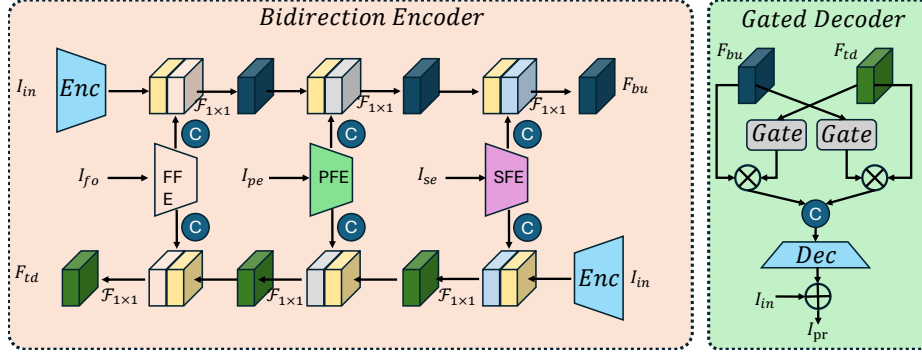 Bidirection Encoder
I_in Enc F_1×1 F_1×1 F_1×1 F_bu
C C C
I_fo FF E I_pe PFE I_se SFE
C C C
F_td F_1×1 F_1×1 F_1×1 Enc I_in
Gated Decoder
F_bu F_td
Gate Gate
C
Dec
I_in
I_pr